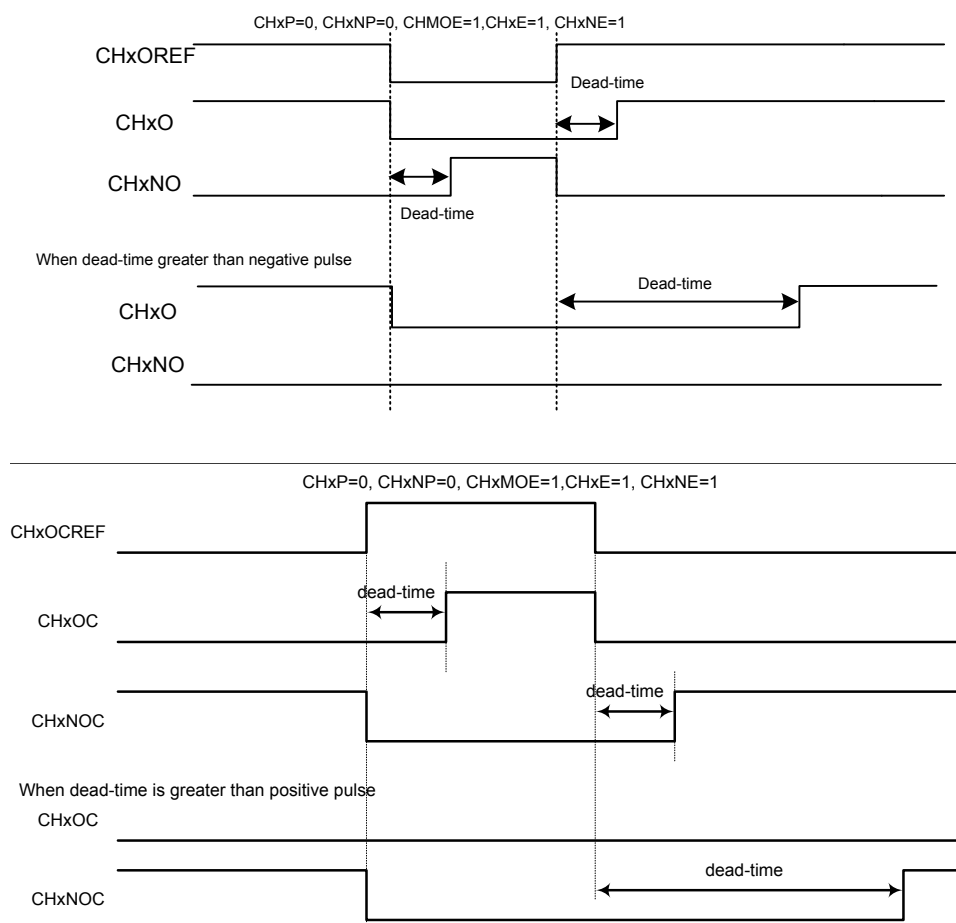 CHxP=0, CHxNP=0, CHMOE=1,CHxE=1, CHxNE=1
CHxOREF
Dead-time
CHxO
CHxNO
Dead-time
When dead-time greater than negative pulse
Dead-time
CHxO
CHxNO
CHxP=0, CHxNP=0, CHxMOE=1,CHxE=1, CHxNE=1
CHxOCREF
dead-time
CHxOC
dead-time
CHxNOC
When dead-time is greater than positive pulse
CHxOC
dead-time
CHxNOC